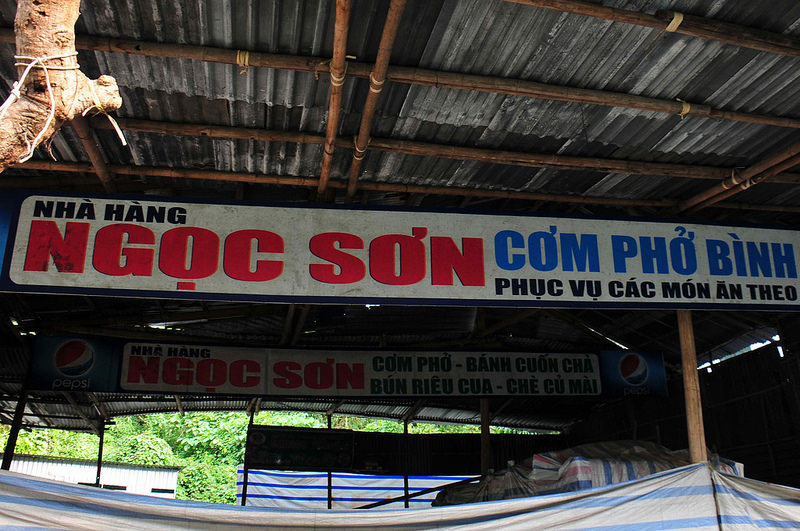 NHÀ HÀNG
NGỌC SƠN
CƠM PHỞ BÌNH
PHỤC VỤ CÁC MÓN ĂN THEO
pepsi
NHÀ HÀNG
NGỌC SƠN
CƠM PHỞ - BÁNH CUỐN CHẢ
BÚN RIÊU CUA - CHÈ CỦ MÀI
pepsi